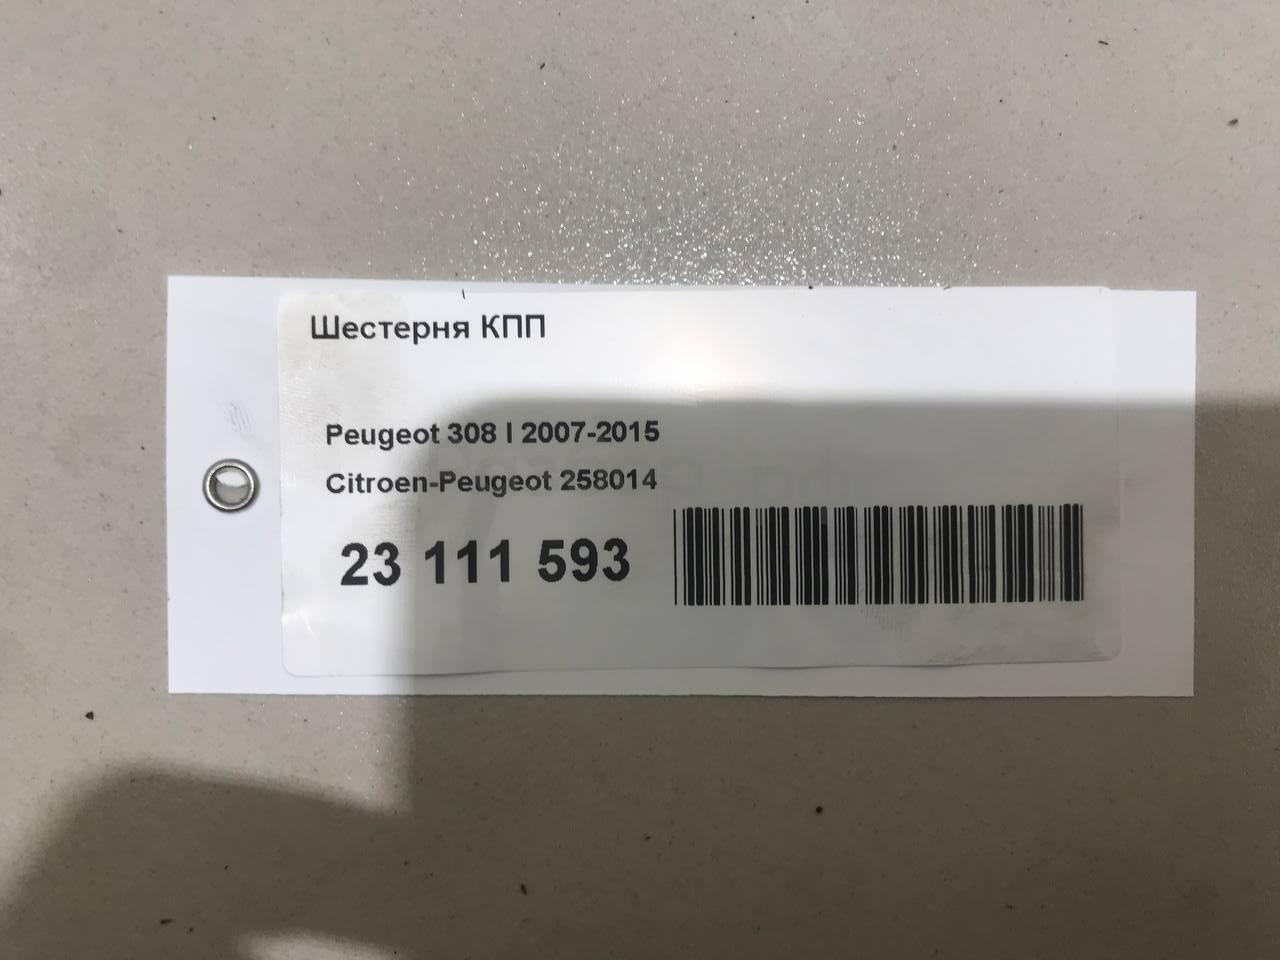 Шестерня КПП
Peugeot 308 I 2007-2015
Citroen-Peugeot 258014
23 111 593